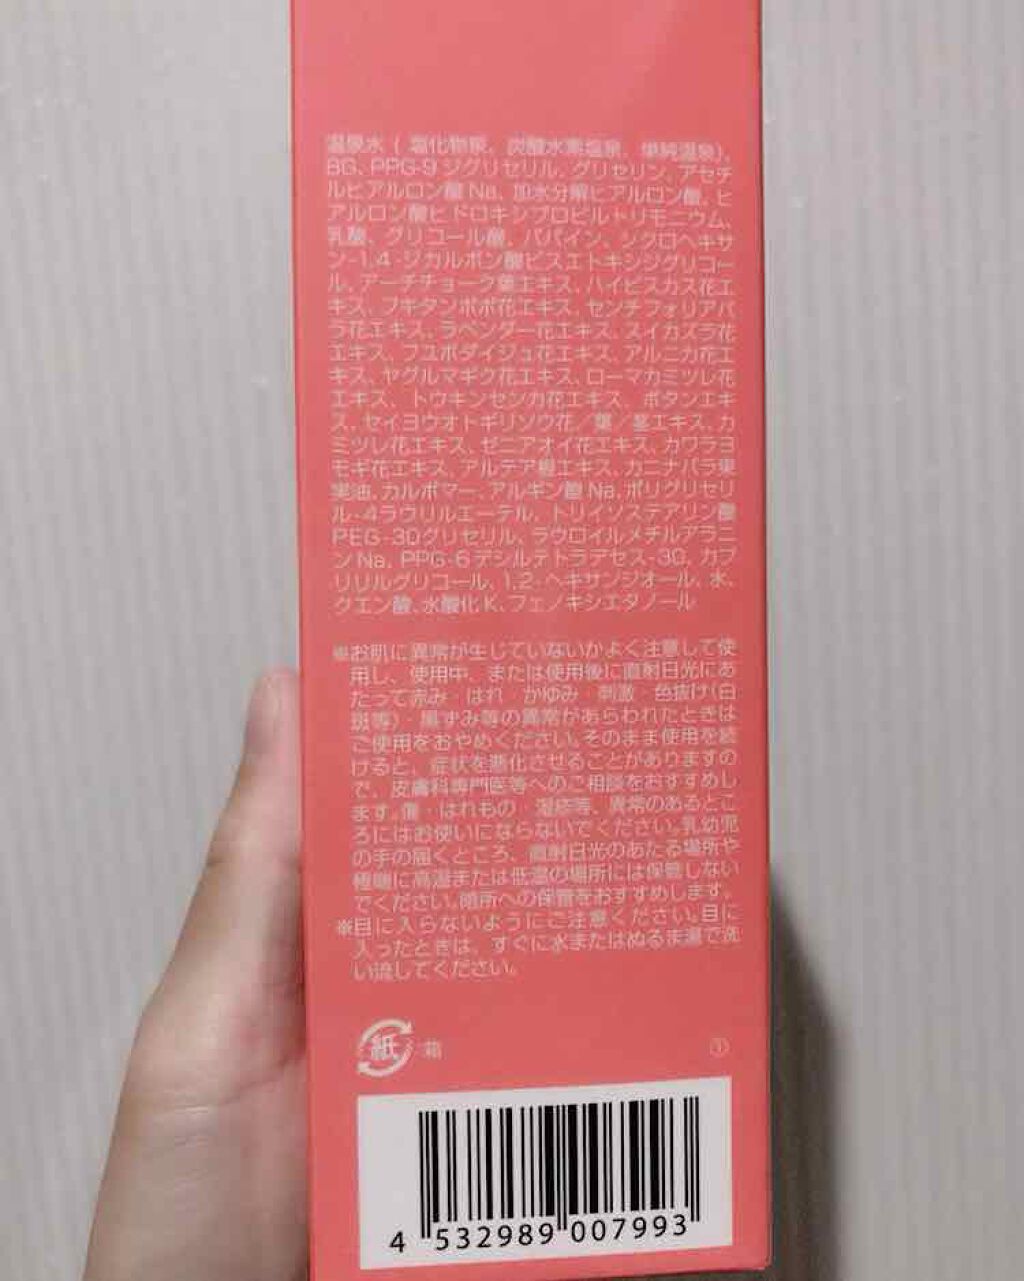 温泉水（塩化物泉、炭酸水素塩泉、単純温泉）、
BG、PPG-9ジグリセリル、グリセリン、アセチ
ルヒアルロン酸Na、加水分解ヒアルロン酸、ヒ
アルロン酸ヒドロキシプロピルトリモニウム、
乳酸、グリコール酸、パパイン、シクロヘキサ
ン-1,4-ジカルボン酸ビスエトキシジグリコー
ル、アーチチョーク葉エキス、ハイビスカス花エ
キス、フキタンポポ花エキス、センチフォリアバ
ラ花エキス、ラベンダー花エキス、スイカズラ花
エキス、フユボダイジュ花エキス、アルニカ花エ
キス、ヤグルマギク花エキス、ローマカミツレ花
エキス、トウキンセンカ花エキス、ボタンエキ
ス、セイヨウオトギリソウ花／葉／茎エキス、カ
ミツレ花エキス、ゼニアオイ花エキス、カワラヨ
モギ花エキス、アルテア根エキス、カニナバラ果
実油、カルボマー、アルギン酸Na、ポリグリセリ
ル-4ラウリルエーテル、トリイソステアリン酸
PEG-30グリセリル、ラウロイルメチルアラニ
ンNa、PPG-6デシルテトラデセス-30、カプ
リリルグリコール、1,2-ヘキサンジオール、水、
クエン酸、水酸化K、フェノキシエタノール
※お肌に異常が生じていないかよく注意して使
用し、使用中、または使用後に直射日光にあ
たって赤み・はれ・かゆみ・刺激・色抜け（白
斑等）・黒ずみ等の異常があらわれたときは
ご使用をおやめください。そのまま使用を続
けると、症状を悪化させることがありますの
で、皮膚科専門医等へのご相談をおすすめし
ます。傷・はれもの・湿疹等、異常のあるとこ
ろにはお使いにならないでください。乳幼児
の手の届くところ、直射日光のあたる場所や
極端に高温または低温の場所には保管しない
でください。暗所への保管をおすすめします。
※目に入らないようにご注意ください。目に
入ったときは、すぐに水またはぬるま湯で洗
い流してください。
紙 箱 ①
4 532989 007993